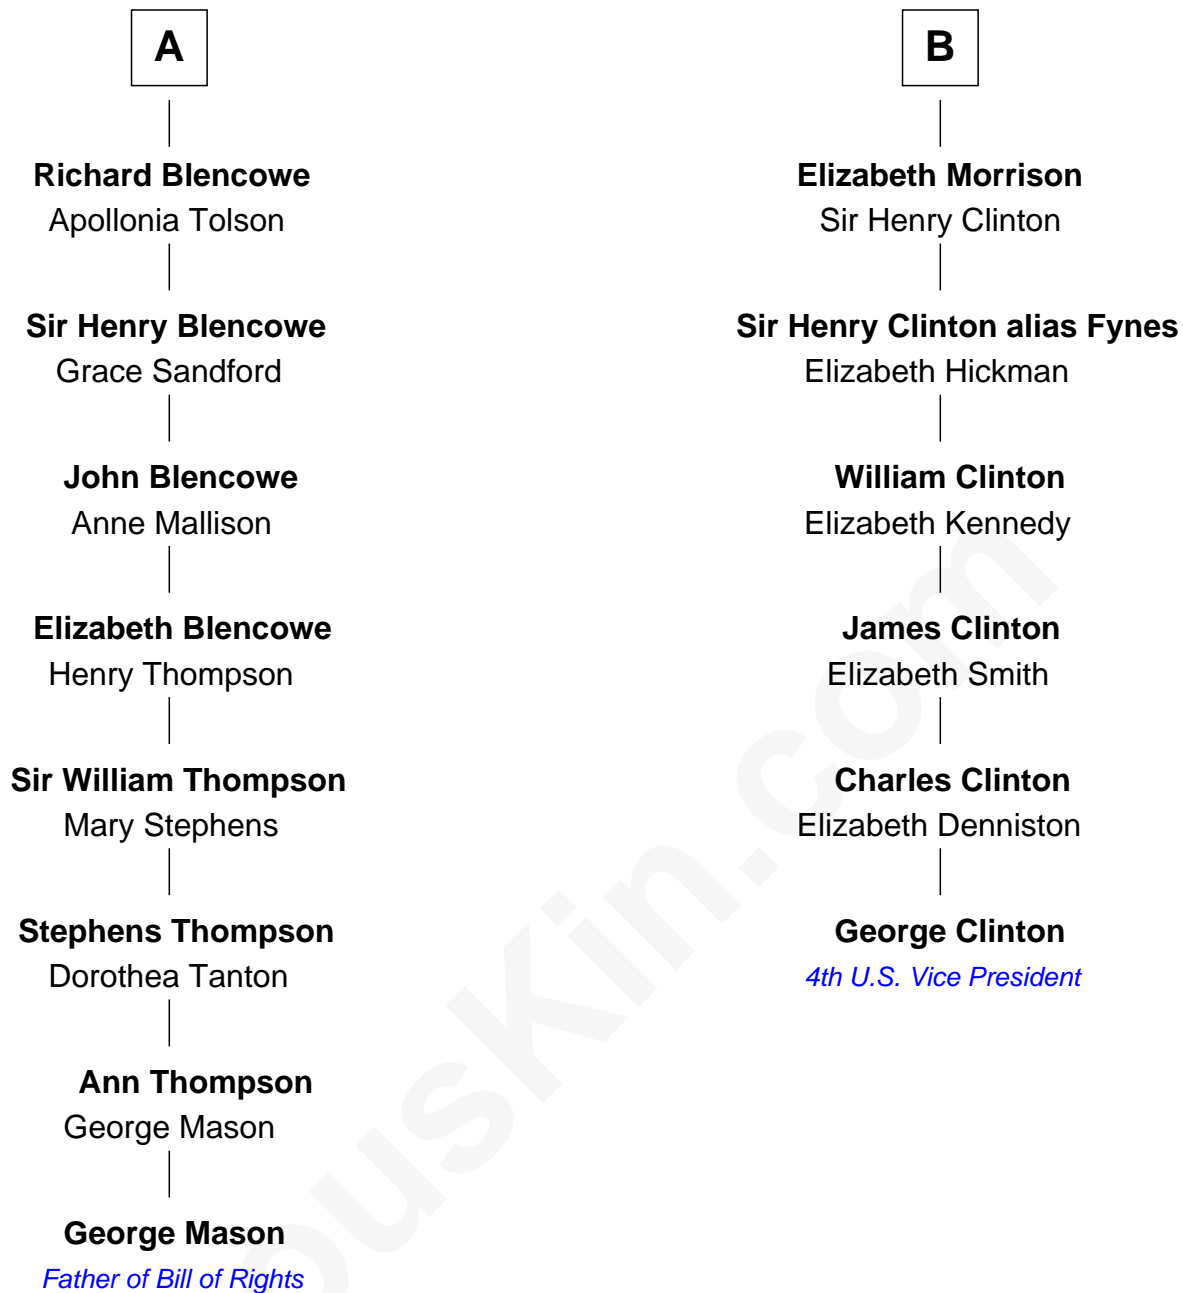 A
Richard Blencowe
Apollonia Tolson
Sir Henry Blencowe
Grace Sandford
John Blencowe
Anne Mallison
Elizabeth Blencowe
Henry Thompson
Sir William Thompson
Mary Stephens
Stephens Thompson
Dorothea Tanton
Ann Thompson
George Mason
George Mason
Father of Bill of Rights
B
Elizabeth Morrison
Sir Henry Clinton
Sir Henry Clinton alias Fynes
Elizabeth Hickman
William Clinton
Elizabeth Kennedy
James Clinton
Elizabeth Smith
Charles Clinton
Elizabeth Denniston
George Clinton
4th U.S. Vice President
ousKin.com